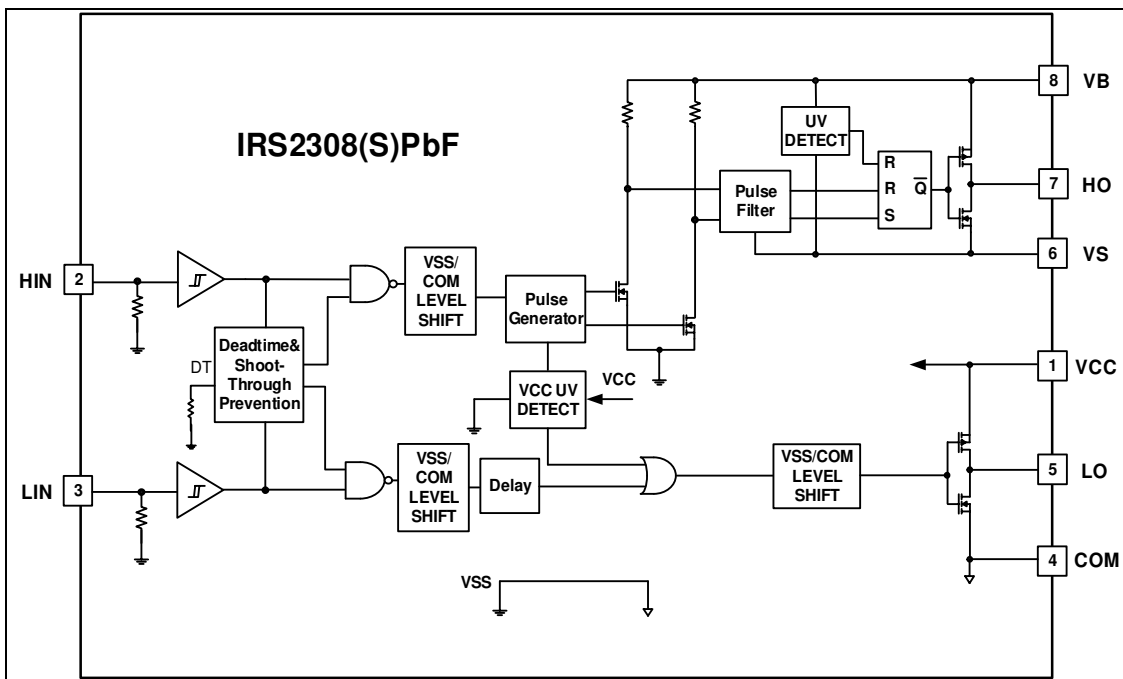 IRS2308(S)PbF
8 VB
UV
DETECT
R
R Q
S
7 HO
Pulse
Filter
6 VS
HIN 2
VSS/
COM
LEVEL
SHIFT
Pulse
Generator
Deadtime&
Shoot-
Through
Prevention
DT
1 VCC
VCC
VCC UV
DETECT
LIN 3
VSS/
COM
LEVEL
SHIFT
Delay
VSS/COM
LEVEL
SHIFT
5 LO
4 COM
VSS